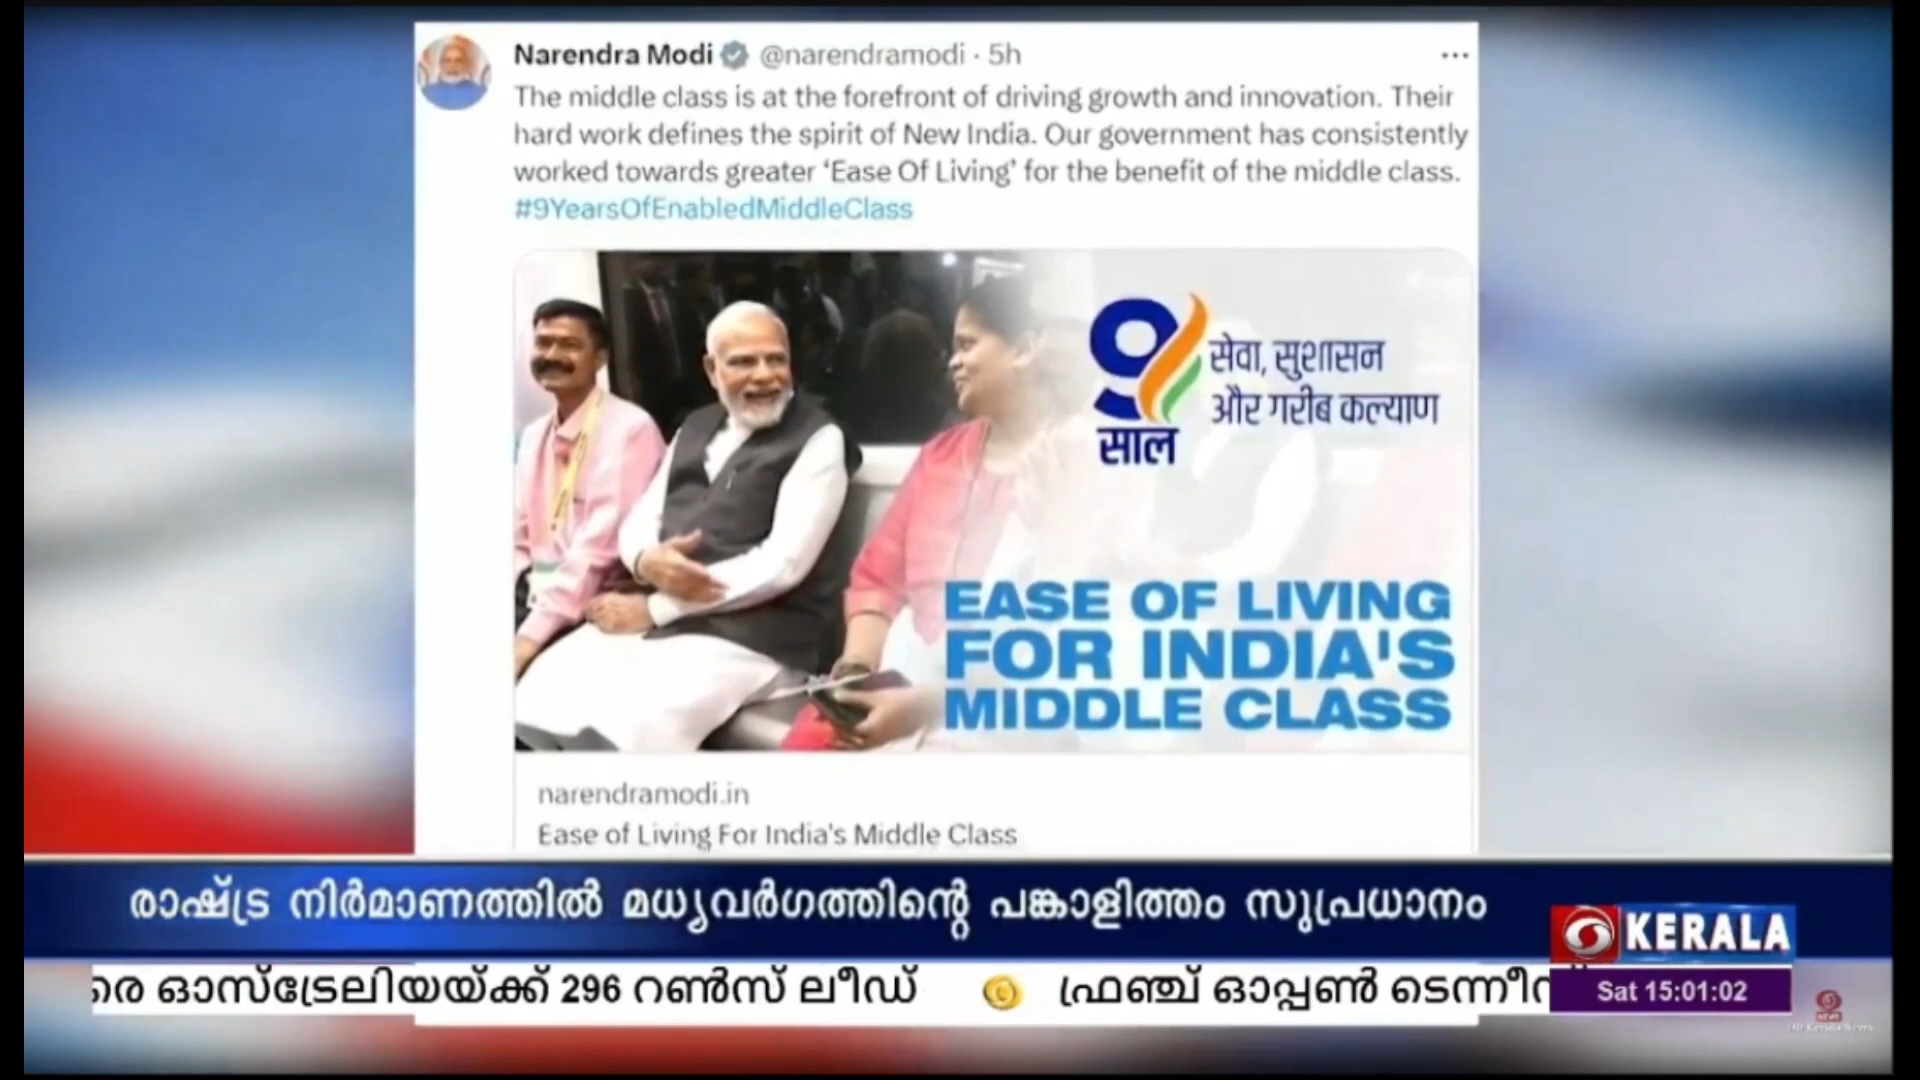 Narendra Modi @narendramodi · 5h
The middle class is at the forefront of driving growth and innovation. Their
hard work defines the spirit of New India. Our government has consistently
worked towards greater ‘Ease Of Living’ for the benefit of the middle class.
#9YearsOfEnabledMiddleClass
9
साल
सेवा, सुशासन
और गरीब कल्याण
EASE OF LIVING
FOR INDIA'S
MIDDLE CLASS
narendramodi.in
Ease of Living For India's Middle Class
രാഷ്ട്ര നിർമാണത്തിൽ മധ്യവർഗത്തിന്റെ പങ്കാളിത്തം സുപ്രധാനം
KERALA
ഓസ്ട്രേലിയയ്ക്ക് 296 റൺസ് ലീഡ് ഫ്രഞ്ച് ഓപ്പൺ
Sat 15:01:02